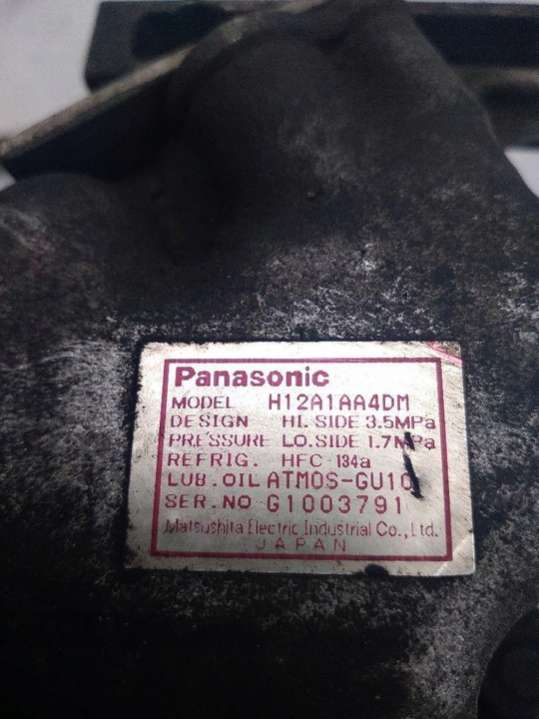 Panasonic
MODEL H12A1AA4DM
DESIGN HI.SIDE 3.5MPa
PRESSURE LO.SIDE 1.7MPa
REFRIG. HFC-134a
LUB.OIL ATMOS-GU10
SER.NO G1003791
Matsushita Electric Industrial Co., Ltd.
JAPAN